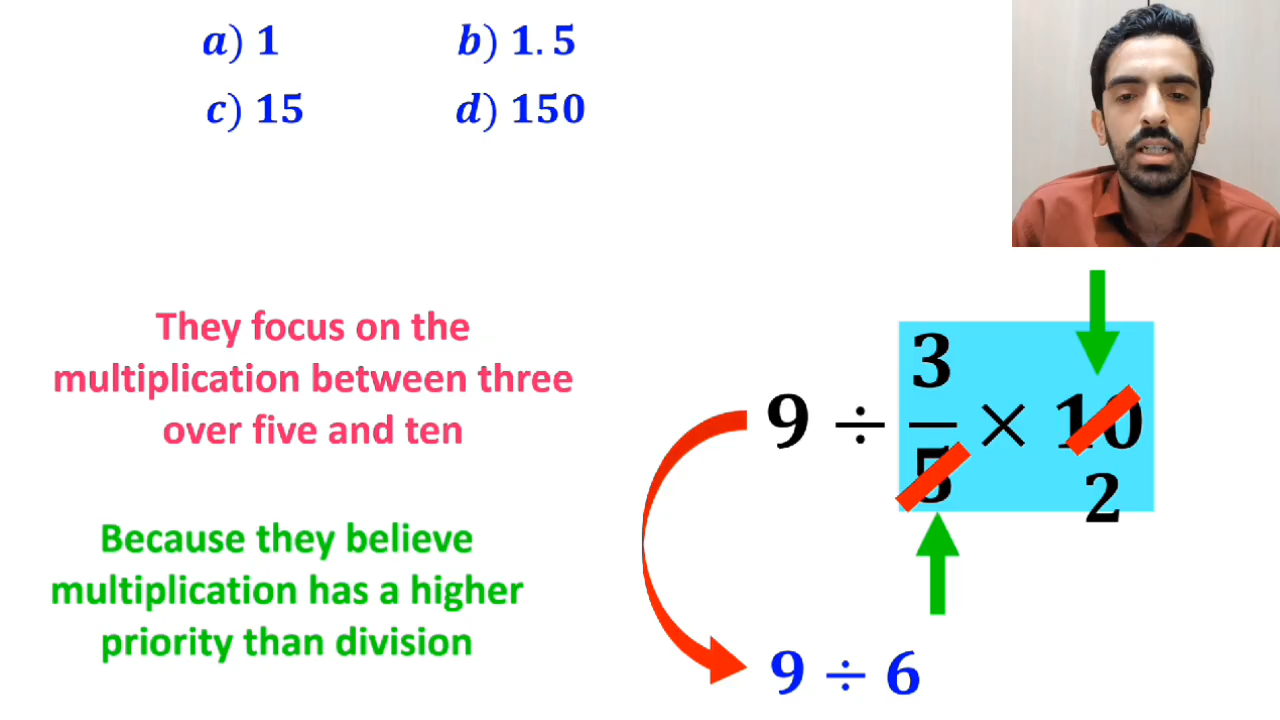 a) 1 b) 1.5
c) 15 d) 150
They focus on the
multiplication between three
over five and ten
Because they believe
multiplication has a higher
priority than division
3
9 ÷ — × 10
5 2
9 ÷ 6